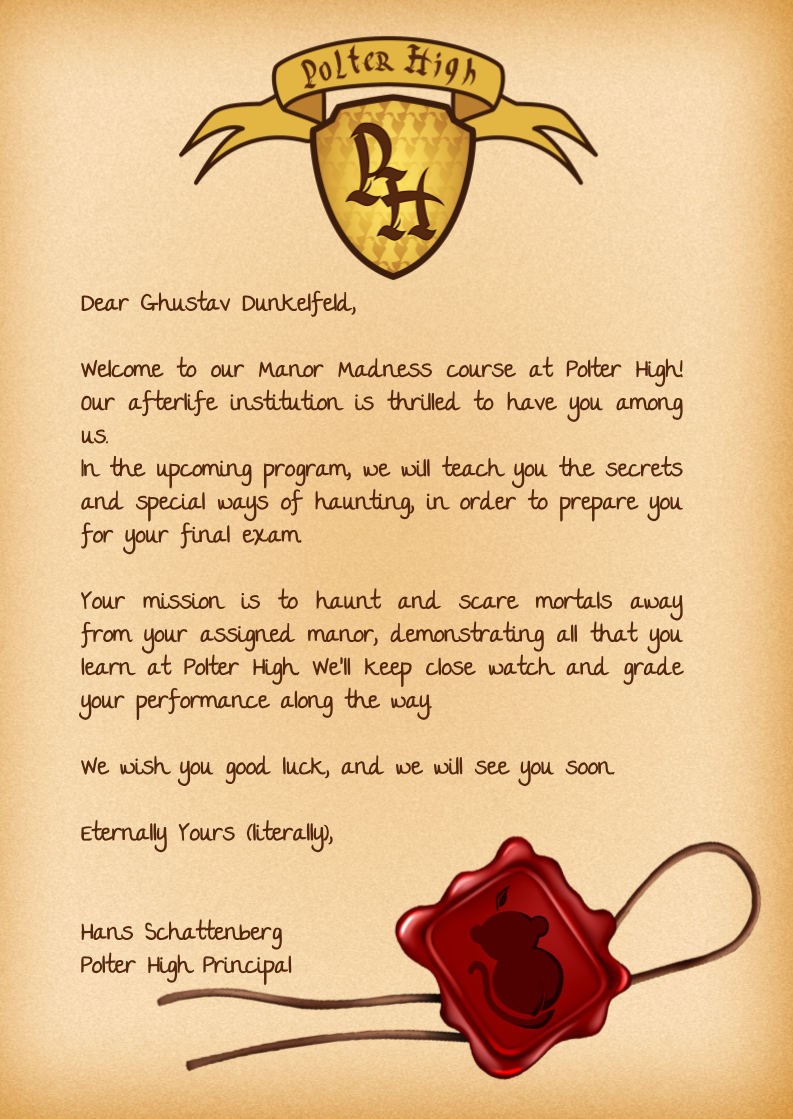 Polter High
PH
Dear Ghustav Dunkelfeld,
Welcome to our Manor Madness course at Polter High!
Our afterlife institution is thrilled to have you among
us.
In the upcoming program, we will teach you the secrets
and special ways of haunting, in order to prepare you
for your final exam.
Your mission is to haunt and scare mortals away
from your assigned manor, demonstrating all that you
learn at Polter High. We'll keep close watch and grade
your performance along the way.
We wish you good luck, and we will see you soon.
Eternally Yours (literally),
Hans Schattenberg
Polter High Principal